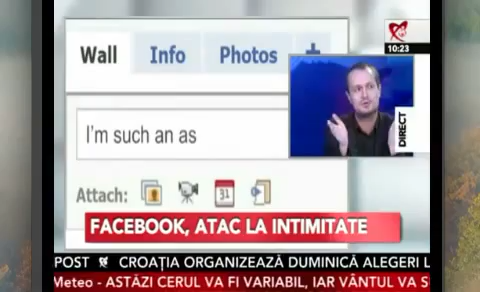 Wall Info Photos +
10:23
I'm such an as
DIRECT
Attach:
31
FACEBOOK, ATAC LA INTIMITATE
POST CROAȚIA ORGANIZEAZĂ DUMINICĂ ALEGERI L
Meteo - ASTĂZI CERUL VA FI VARIABIL, IAR VÂNTUL VA S